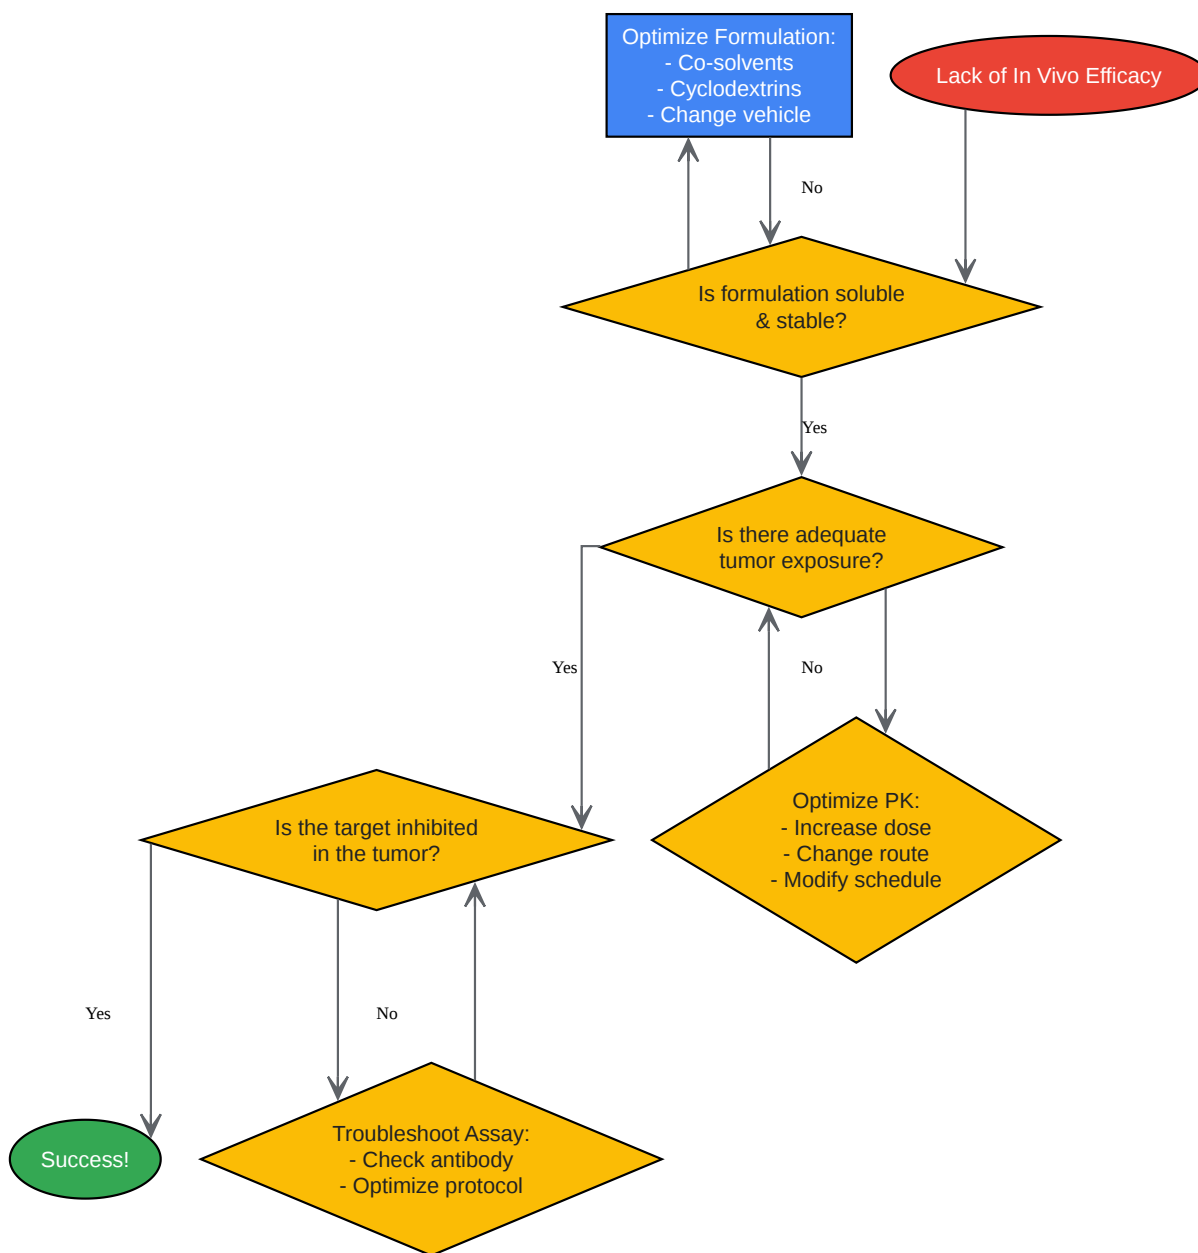 Optimize Formulation:
- Co-solvents
- Cyclodextrins
- Change vehicle
Lack of In Vivo Efficacy
No
Is formulation soluble
& stable?
Yes
Is there adequate
tumor exposure?
Yes
No
Optimize PK:
- Increase dose
- Change route
- Modify schedule
Is the target inhibited
in the tumor?
Yes
No
Troubleshoot Assay:
- Check antibody
- Optimize protocol
Success!